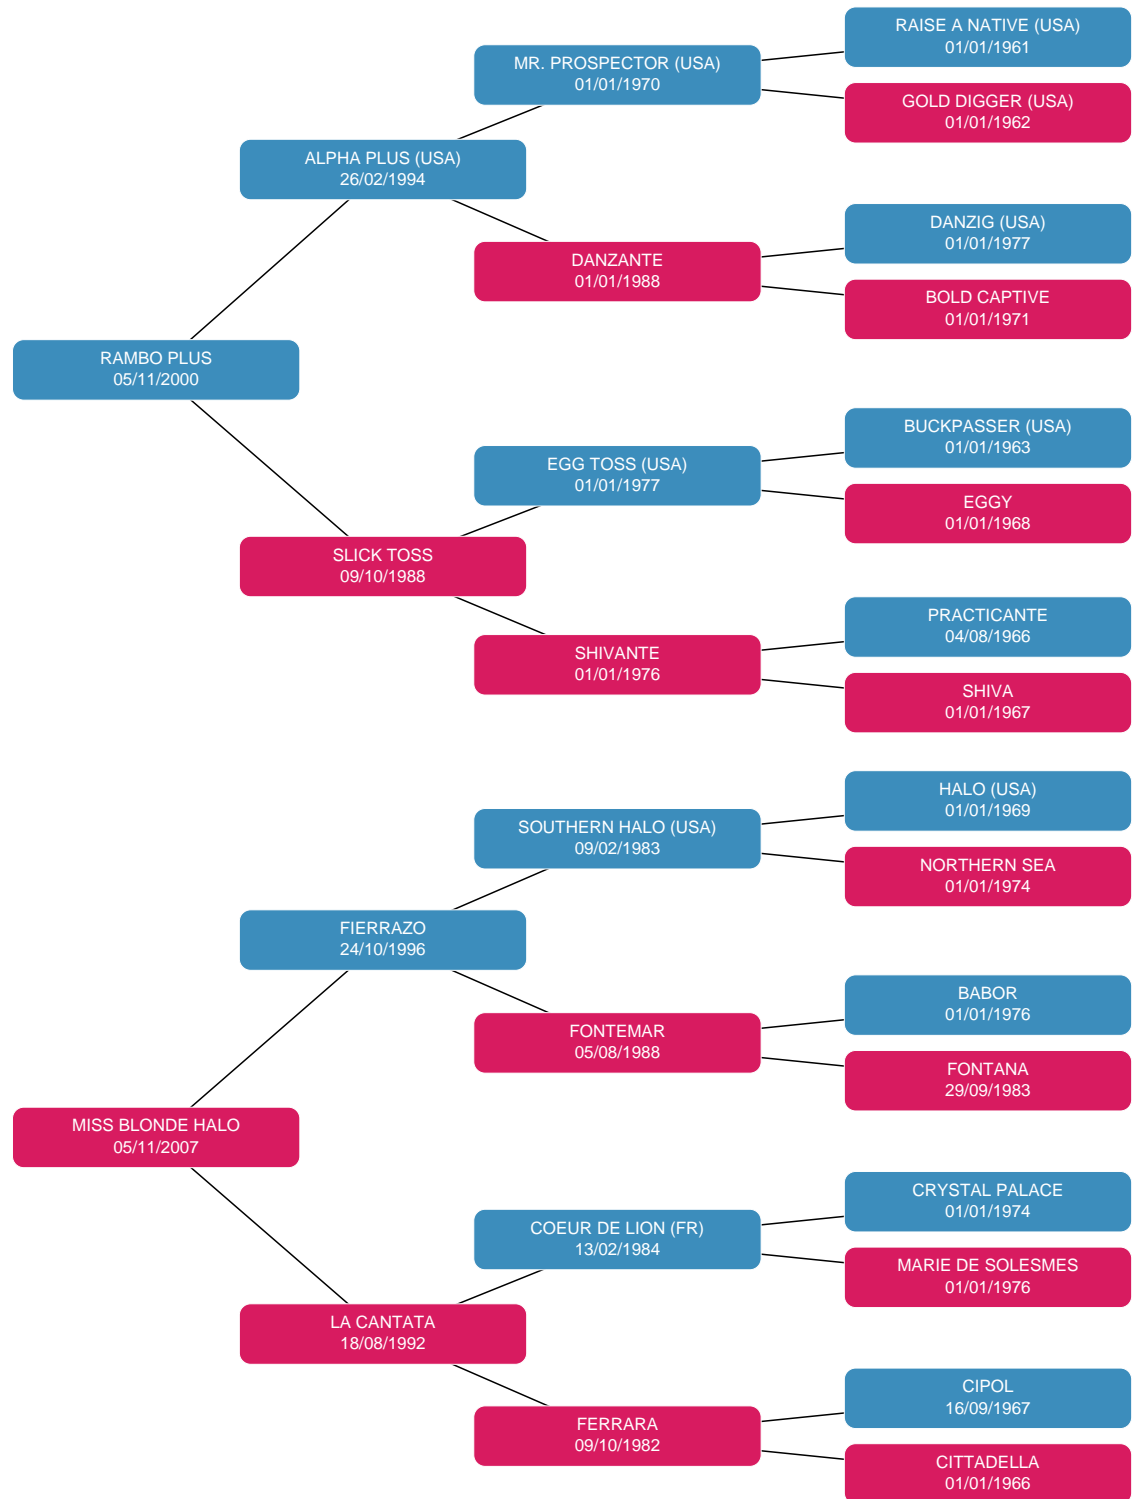 RAISE A NATIVE (USA)
01/01/1961
MR. PROSPECTOR (USA)
01/01/1970
GOLD DIGGER (USA)
01/01/1962
ALPHA PLUS (USA)
26/02/1994
DANZIG (USA)
01/01/1977
DANZANTE
01/01/1988
BOLD CAPTIVE
01/01/1971
RAMBO PLUS
05/11/2000
BUCKPASSER (USA)
01/01/1963
EGG TOSS (USA)
01/01/1977
EGGY
01/01/1968
SLICK TOSS
09/10/1988
PRACTICANTE
04/08/1966
SHIVANTE
01/01/1976
SHIVA
01/01/1967
HALO (USA)
01/01/1969
SOUTHERN HALO (USA)
09/02/1983
NORTHERN SEA
01/01/1974
FIERRAZO
24/10/1996
BABOR
01/01/1976
FONTEMAR
05/08/1988
FONTANA
29/09/1983
MISS BLONDE HALO
05/11/2007
CRYSTAL PALACE
01/01/1974
COEUR DE LION (FR)
13/02/1984
MARIE DE SOLESMES
01/01/1976
LA CANTATA
18/08/1992
CIPOL
16/09/1967
FERRARA
09/10/1982
CITTADELLA
01/01/1966